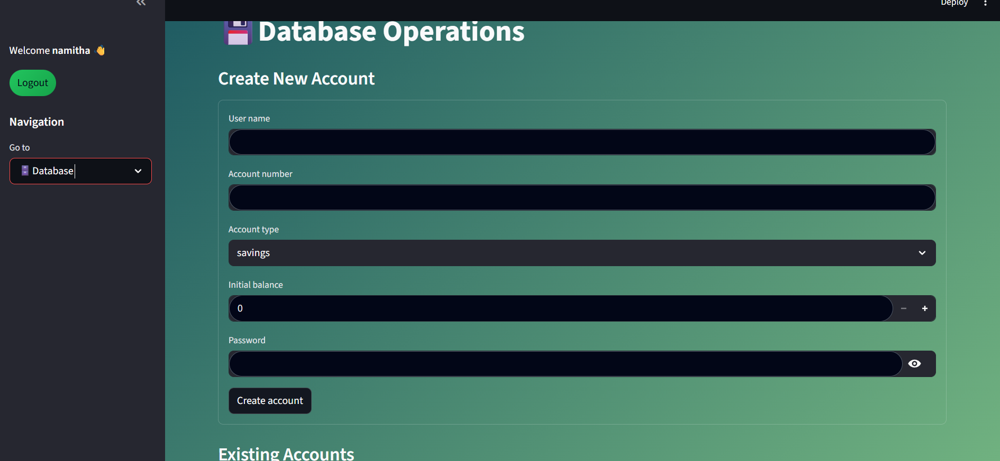 Deploy
Welcome namitha 👋
Logout
Navigation
Go to
Database
Database Operations
Create New Account
User name
Account number
Account type
savings
Initial balance
0
Password
Create account
Existing Accounts